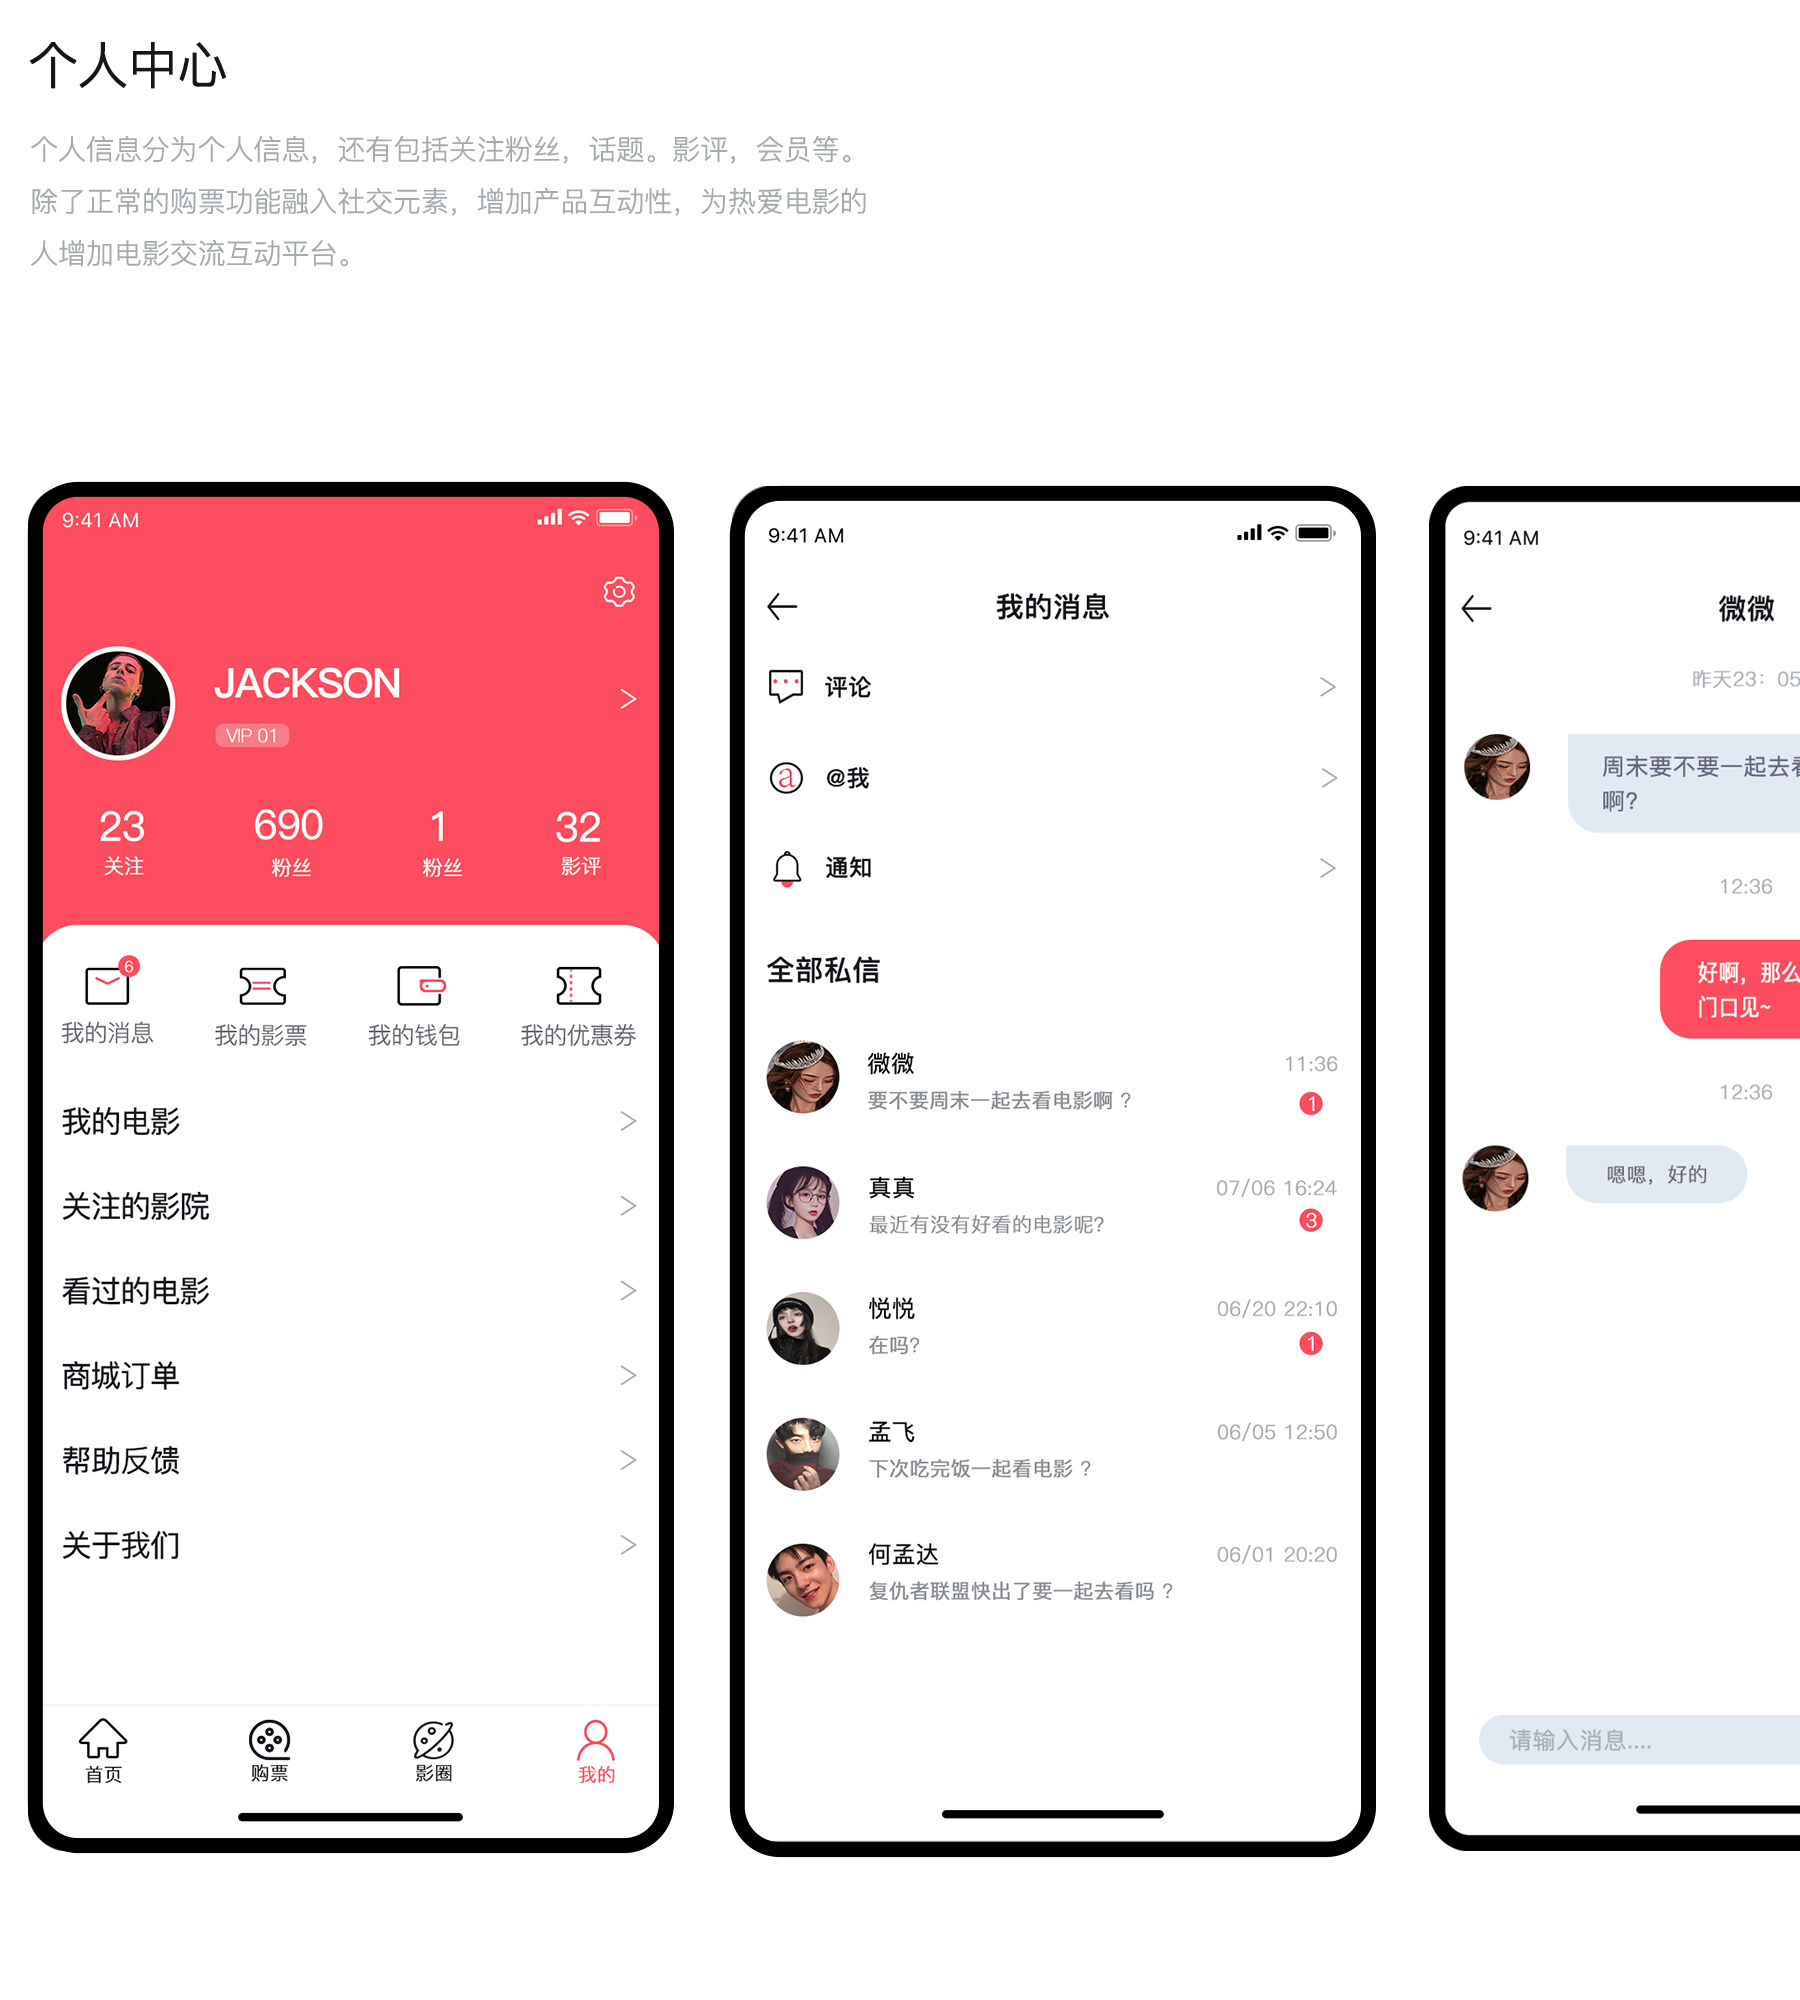 个人中心
个人信息分为个人信息，还有包括关注粉丝，话题。影评，会员等。
除了正常的购票功能融入社交元素，增加产品互动性，为热爱电影的
人增加电影交流互动平台。
9:41 AM
JACKSON
VIP 01
23 690 1 32
关注 粉丝 粉丝 影评
6
我的消息 我的影票 我的钱包 我的优惠券
我的电影
关注的影院
看过的电影
商城订单
帮助反馈
关于我们
首页 购票 影圈 我的
9:41 AM
我的消息
评论
@我
通知
全部私信
微微 11:36
要不要周末一起去看电影啊？ 1
真真 07/06 16:24
最近有没有好看的电影呢? 3
悦悦 06/20 22:10
在吗? 1
孟飞 06/05 12:50
下次吃完饭一起看电影？
何孟达 06/01 20:20
复仇者联盟快出了要一起去看吗？
9:41 AM
微微
昨天23：05
周末要不要一起去看
啊?
12:36
好啊，那么
门口见~
12:36
嗯嗯，好的
请输入消息....